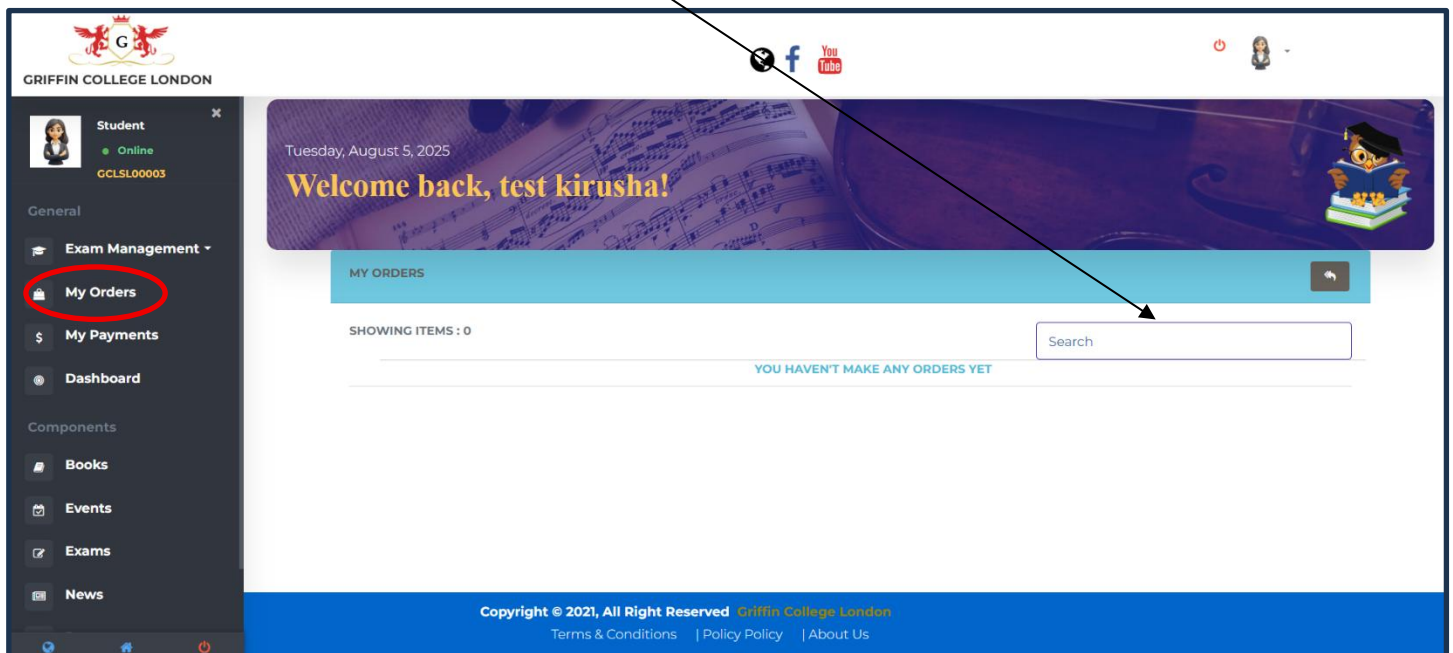 G
GRIFFIN COLLEGE LONDON
You
Tube
Student
Online
GCLSL00003
General
Exam Management
My Orders
$ My Payments
Dashboard
Components
Books
Events
Exams
News
Tuesday, August 5, 2025
Welcome back, test kirusha!
MY ORDERS
SHOWING ITEMS : 0
Search
YOU HAVEN'T MAKE ANY ORDERS YET
Copyright © 2021, All Right Reserved Griffin College London
Terms & Conditions | Policy Policy | About Us